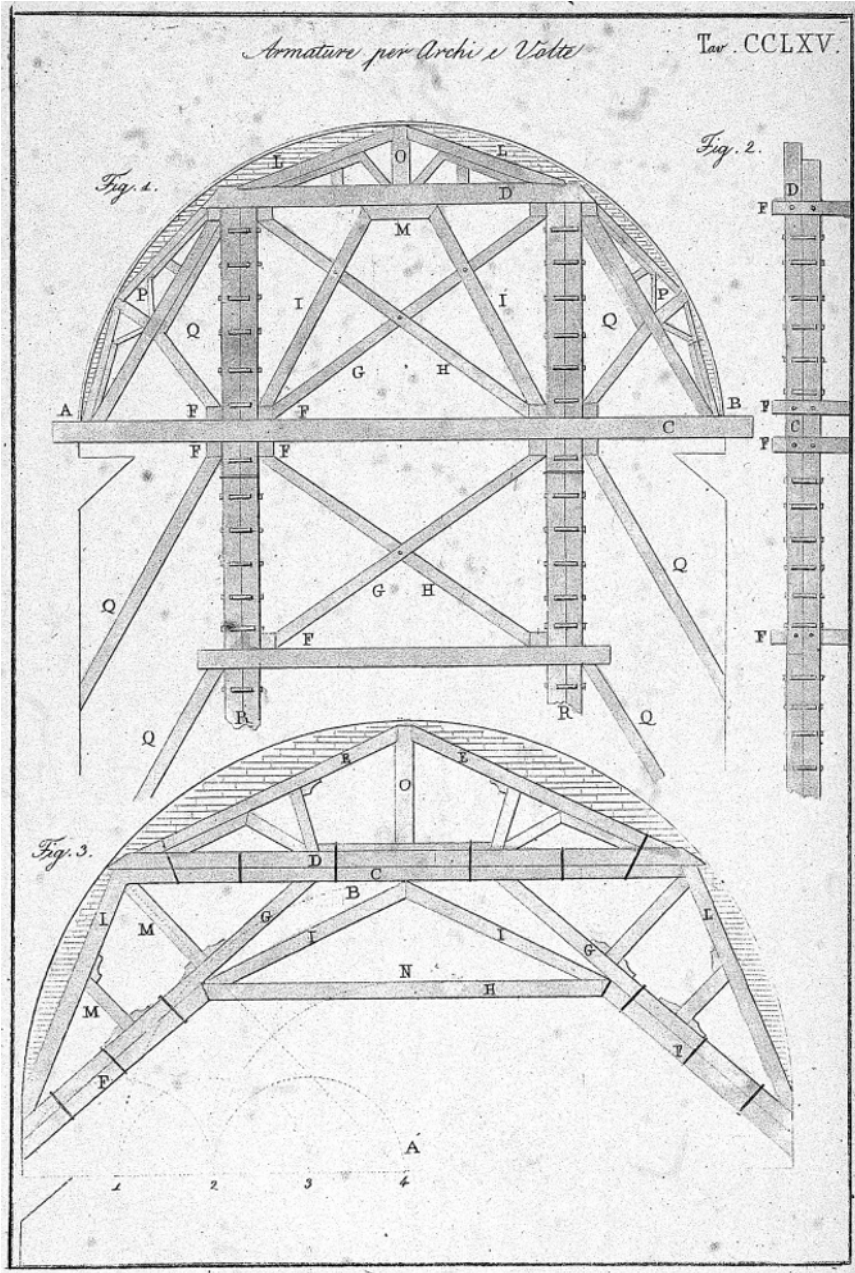 Armature per Archi e Volte
Tav. CCLXV.
Fig. 1.
Fig. 2.
L
O
L
D
M
P
Q
I
I
Q
P
G
H
A
F
F
C
B
F
F
Q
G
H
Q
F
Q
R
R
Q
D
F
F
C
F
F
Fig. 3.
E
E
O
D
C
B
L
M
G
I
I
G
L
N
H
M
F
F
A
1
2
3
4